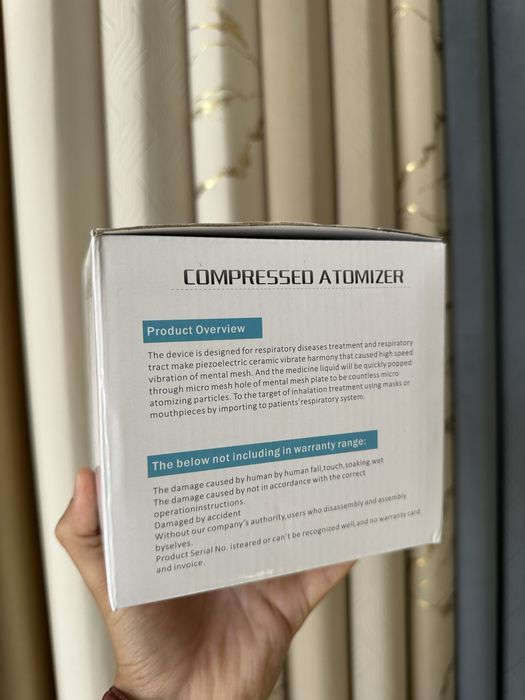 COMPRESSED ATOMIZER
Product Overview
The device is designed for respiratory diseases treatment and respiratory
tract make piezoelectric ceramic vibrate harmony that caused high speed
vibration of mental mesh. And the medicine liquid will be quickly popped
through micro mesh hole of mental mesh plate to be countless micro
atomizing particles. To the target of inhalation treatment using masks or
mouthpieces by importing to patients'respiratory system.
The below not including in warranty range:
The damage caused by human by human fall,touch,soaking wet
The damage caused by not in accordance with the correct
operationinstructions.
Damaged by accident
Without our company's authority,users who disassembly and assembly
byselves.
Product Serial No. isteared or can't be recognized well,and no warranty card
and invoice.